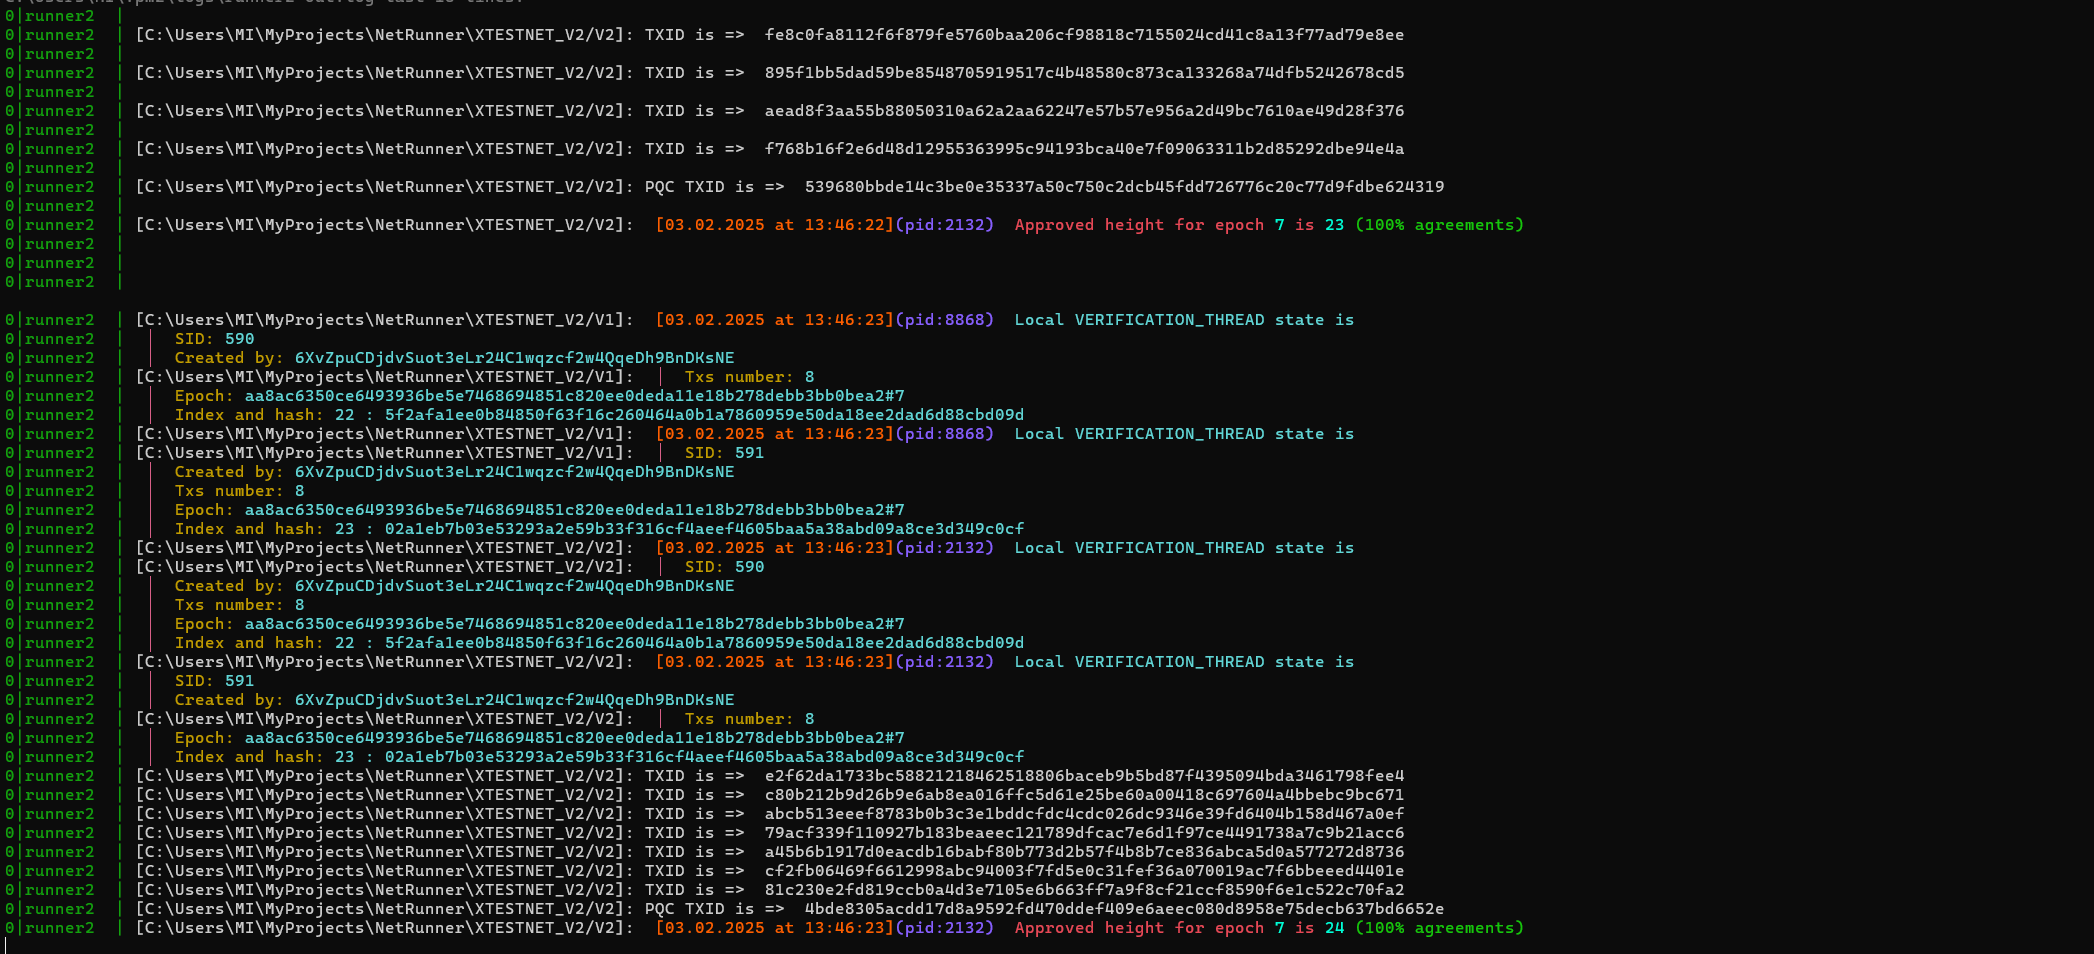 0|runner2  |
0|runner2  | [C:\Users\MI\MyProjects\NetRunner\XTESTNET_V2/V2]: TXID is =>  fe8c0fa8112f6f879fe5760baa206cf98818c7155024cd41c8a13f77ad79e8ee
0|runner2  |
0|runner2  | [C:\Users\MI\MyProjects\NetRunner\XTESTNET_V2/V2]: TXID is =>  895f1bb5dad59be8548705919517c4b48580c873ca133268a74dfb5242678cd5
0|runner2  |
0|runner2  | [C:\Users\MI\MyProjects\NetRunner\XTESTNET_V2/V2]: TXID is =>  aead8f3aa55b88050310a62a2aa62247e57b57e956a2d49bc7610ae49d28f376
0|runner2  |
0|runner2  | [C:\Users\MI\MyProjects\NetRunner\XTESTNET_V2/V2]: TXID is =>  f768b16f2e6d48d12955363995c94193bca40e7f09063311b2d85292dbe94e4a
0|runner2  |
0|runner2  | [C:\Users\MI\MyProjects\NetRunner\XTESTNET_V2/V2]: PQC TXID is =>  539680bbde14c3be0e35337a50c750c2dcb45fdd726776c20c77d9fdbe624319
0|runner2  |
0|runner2  | [C:\Users\MI\MyProjects\NetRunner\XTESTNET_V2/V2]:  [03.02.2025 at 13:46:22](pid:2132)  Approved height for epoch 7 is 23 (100% agreements)
0|runner2  |
0|runner2  |
0|runner2  |
0|runner2  | [C:\Users\MI\MyProjects\NetRunner\XTESTNET_V2/V1]:  [03.02.2025 at 13:46:23](pid:8868)  Local VERIFICATION_THREAD state is
0|runner2  |  │  SID: 590
0|runner2  |  │  Created by: 6XvZpuCDjdvSuot3eLr24C1wqzcf2w4QqeDh9BnDKsNE
0|runner2  | [C:\Users\MI\MyProjects\NetRunner\XTESTNET_V2/V1]:  │  Txs number: 8
0|runner2  |  │  Epoch: aa8ac6350ce6493936be5e7468694851c820ee0deda11e18b278debb3bb0bea2#7
0|runner2  |  │  Index and hash: 22 : 5f2afa1ee0b84850f63f16c260464a0b1a7860959e50da18ee2dad6d88cbd09d
0|runner2  | [C:\Users\MI\MyProjects\NetRunner\XTESTNET_V2/V1]:  [03.02.2025 at 13:46:23](pid:8868)  Local VERIFICATION_THREAD state is
0|runner2  | [C:\Users\MI\MyProjects\NetRunner\XTESTNET_V2/V1]:  │  SID: 591
0|runner2  |  │  Created by: 6XvZpuCDjdvSuot3eLr24C1wqzcf2w4QqeDh9BnDKsNE
0|runner2  |  │  Txs number: 8
0|runner2  |  │  Epoch: aa8ac6350ce6493936be5e7468694851c820ee0deda11e18b278debb3bb0bea2#7
0|runner2  |  │  Index and hash: 23 : 02a1eb7b03e53293a2e59b33f316cf4aeef4605baa5a38abd09a8ce3d349c0cf
0|runner2  | [C:\Users\MI\MyProjects\NetRunner\XTESTNET_V2/V2]:  [03.02.2025 at 13:46:23](pid:2132)  Local VERIFICATION_THREAD state is
0|runner2  | [C:\Users\MI\MyProjects\NetRunner\XTESTNET_V2/V2]:  │  SID: 590
0|runner2  |  │  Created by: 6XvZpuCDjdvSuot3eLr24C1wqzcf2w4QqeDh9BnDKsNE
0|runner2  |  │  Txs number: 8
0|runner2  |  │  Epoch: aa8ac6350ce6493936be5e7468694851c820ee0deda11e18b278debb3bb0bea2#7
0|runner2  |  │  Index and hash: 22 : 5f2afa1ee0b84850f63f16c260464a0b1a7860959e50da18ee2dad6d88cbd09d
0|runner2  | [C:\Users\MI\MyProjects\NetRunner\XTESTNET_V2/V2]:  [03.02.2025 at 13:46:23](pid:2132)  Local VERIFICATION_THREAD state is
0|runner2  |  │  SID: 591
0|runner2  |  │  Created by: 6XvZpuCDjdvSuot3eLr24C1wqzcf2w4QqeDh9BnDKsNE
0|runner2  | [C:\Users\MI\MyProjects\NetRunner\XTESTNET_V2/V2]:  │  Txs number: 8
0|runner2  |  │  Epoch: aa8ac6350ce6493936be5e7468694851c820ee0deda11e18b278debb3bb0bea2#7
0|runner2  |  │  Index and hash: 23 : 02a1eb7b03e53293a2e59b33f316cf4aeef4605baa5a38abd09a8ce3d349c0cf
0|runner2  | [C:\Users\MI\MyProjects\NetRunner\XTESTNET_V2/V2]: TXID is =>  e2f62da1733bc58821218462518806baceb9b5bd87f4395094bda3461798fee4
0|runner2  | [C:\Users\MI\MyProjects\NetRunner\XTESTNET_V2/V2]: TXID is =>  c80b212b9d26b9e6ab8ea016ffc5d61e25be60a00418c697604a4bbebc9bc671
0|runner2  | [C:\Users\MI\MyProjects\NetRunner\XTESTNET_V2/V2]: TXID is =>  abcb513eeef8783b0b3c3e1bddcfdc4cdc026dc9346e39fd6404b158d467a0ef
0|runner2  | [C:\Users\MI\MyProjects\NetRunner\XTESTNET_V2/V2]: TXID is =>  79acf339f110927b183beaeec121789dfcac7e6d1f97ce4491738a7c9b21acc6
0|runner2  | [C:\Users\MI\MyProjects\NetRunner\XTESTNET_V2/V2]: TXID is =>  a45b6b1917d0eacdb16babf80b773d2b57f4b8b7ce836abca5d0a577272d8736
0|runner2  | [C:\Users\MI\MyProjects\NetRunner\XTESTNET_V2/V2]: TXID is =>  cf2fb06469f6612998abc94003f7fd5e0c31fef36a070019ac7f6bbeeed4401e
0|runner2  | [C:\Users\MI\MyProjects\NetRunner\XTESTNET_V2/V2]: TXID is =>  81c230e2fd819ccb0a4d3e7105e6b663ff7a9f8cf21ccf8590f6e1c522c70fa2
0|runner2  | [C:\Users\MI\MyProjects\NetRunner\XTESTNET_V2/V2]: PQC TXID is =>  4bde8305acdd17d8a9592fd470ddef409e6aeec080d8958e75decb637bd6652e
0|runner2  | [C:\Users\MI\MyProjects\NetRunner\XTESTNET_V2/V2]:  [03.02.2025 at 13:46:23](pid:2132)  Approved height for epoch 7 is 24 (100% agreements)